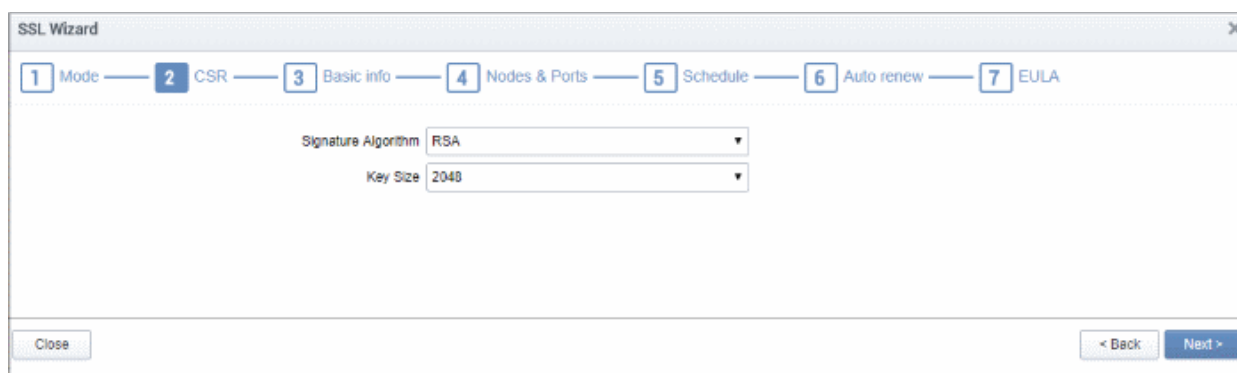 SSL Wizard
1 Mode 2 CSR 3 Basic info 4 Nodes & Ports 5 Schedule 6 Auto renew 7 EULA
Signature Algorithm RSA
Key Size 2048
Close < Back Next >